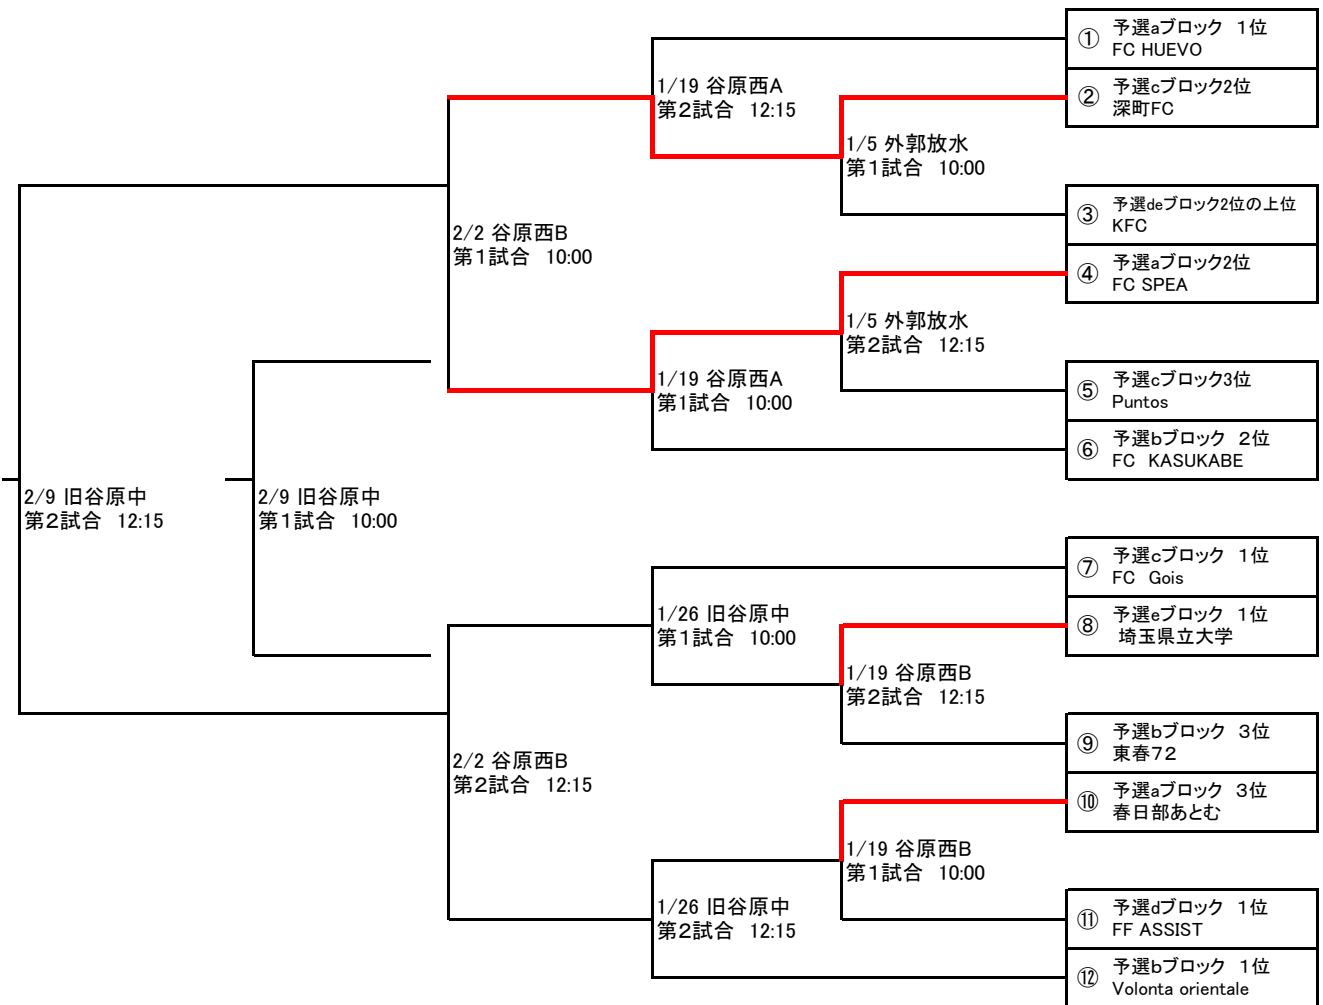 ① 予選aブロック　1位
FC HUEVO
② 予選cブロック2位
深町FC
③ 予選deブロック2位の上位
KFC
④ 予選aブロック2位
FC SPEA
⑤ 予選cブロック3位
Puntos
⑥ 予選bブロック　2位
FC　KASUKABE
⑦ 予選cブロック　1位
FC　Gois
⑧ 予選eブロック　1位
埼玉県立大学
⑨ 予選bブロック　3位
東春72
⑩ 予選aブロック　3位
春日部あとむ
⑪ 予選dブロック　1位
FF ASSIST
⑫ 予選bブロック　1位
Volonta orientale
1/5 外郭放水
第1試合　10:00
1/5 外郭放水
第2試合　12:15
1/19 谷原西B
第2試合　12:15
1/19 谷原西B
第1試合　10:00
1/19 谷原西A
第2試合　12:15
1/19 谷原西A
第1試合　10:00
1/26 旧谷原中
第1試合　10:00
1/26 旧谷原中
第2試合　12:15
2/2 谷原西B
第1試合　10:00
2/2 谷原西B
第2試合　12:15
2/9 旧谷原中
第1試合　10:00
2/9 旧谷原中
第2試合　12:15